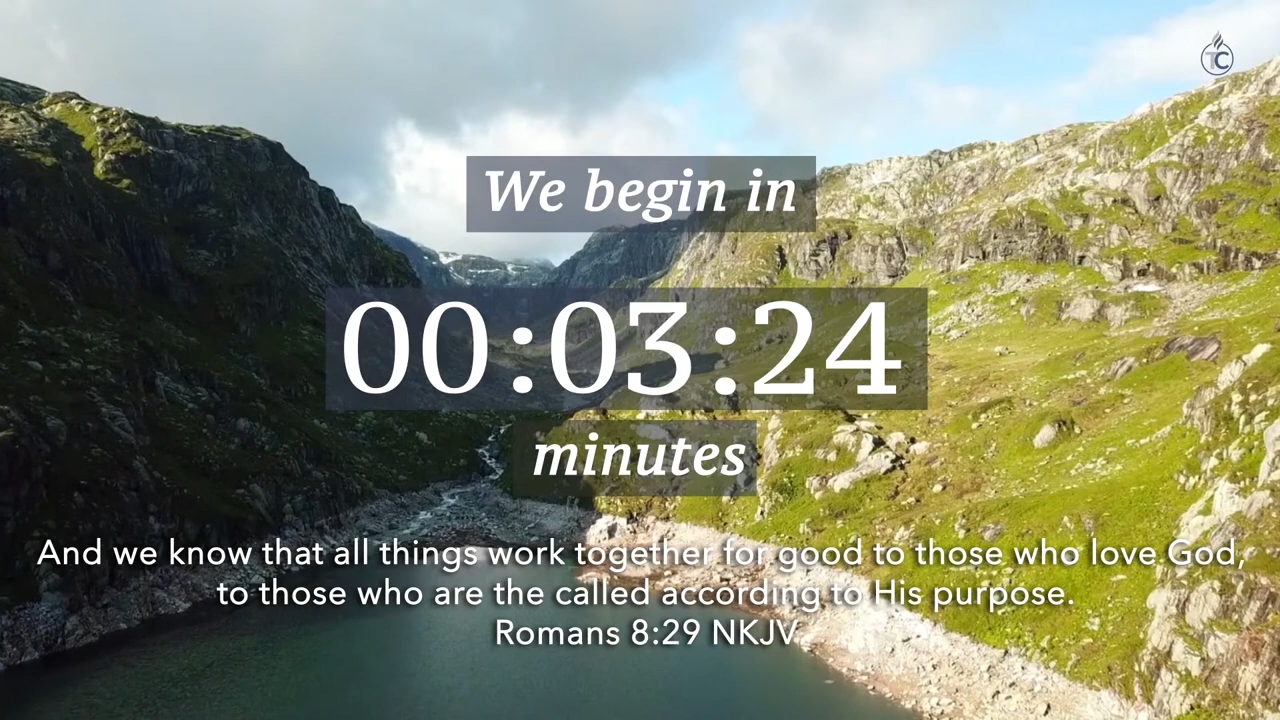 TC
We begin in
00:03:24
minutes
And we know that all things work together for good to those who love God,
to those who are the called according to His purpose.
Romans 8:29 NKJV